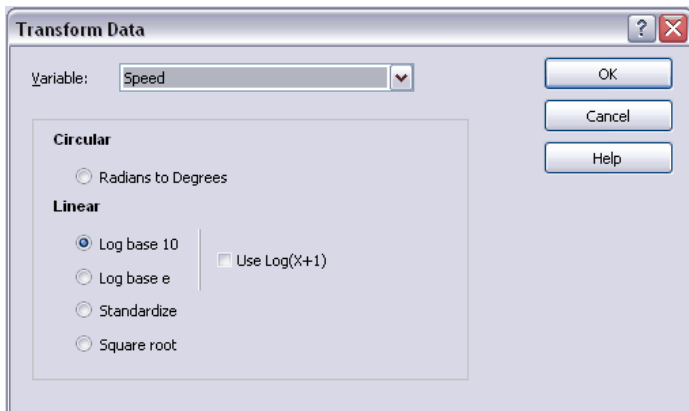 Transform Data
?
Variable: Speed
OK
Cancel
Help
Circular
Radians to Degrees
Linear
Log base 10
Use Log(X+1)
Log base e
Standardize
Square root